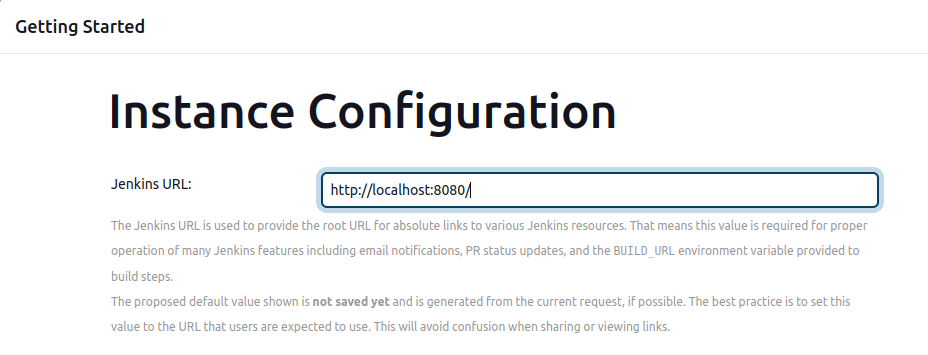 Getting Started
Instance Configuration
Jenkins URL:
http://localhost:8080/
The Jenkins URL is used to provide the root URL for absolute links to various Jenkins resources. That means this value is required for proper
operation of many Jenkins features including email notifications, PR status updates, and the BUILD_URL environment variable provided to
build steps.
The proposed default value shown is not saved yet and is generated from the current request, if possible. The best practice is to set this
value to the URL that users are expected to use. This will avoid confusion when sharing or viewing links.